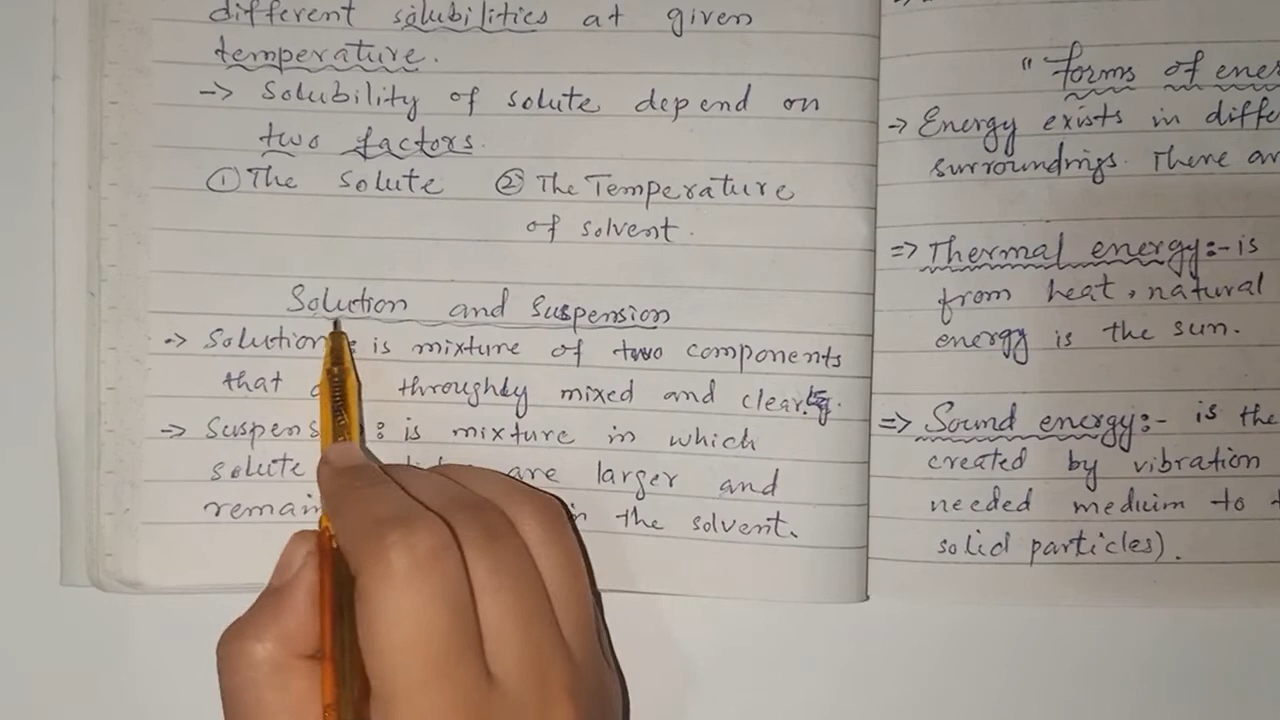 different solubilities at given
temperature.
-> Solubility of solute depend on
two factors.
① The solute ② The Temperature
of solvent.
Solution and Suspension
-> Solution : is mixture of two components
that throughly mixed and clear.
-> Suspens : is mixture in which
solute are larger and
remain in the solvent.
" forms of ener
-> Energy exists in diffe
surroundings. There ar
=> Thermal energy:- is
from heat, natural
energy is the sun.
=> Sound energy:- is the
created by vibration
needed medium to t
solid particles).